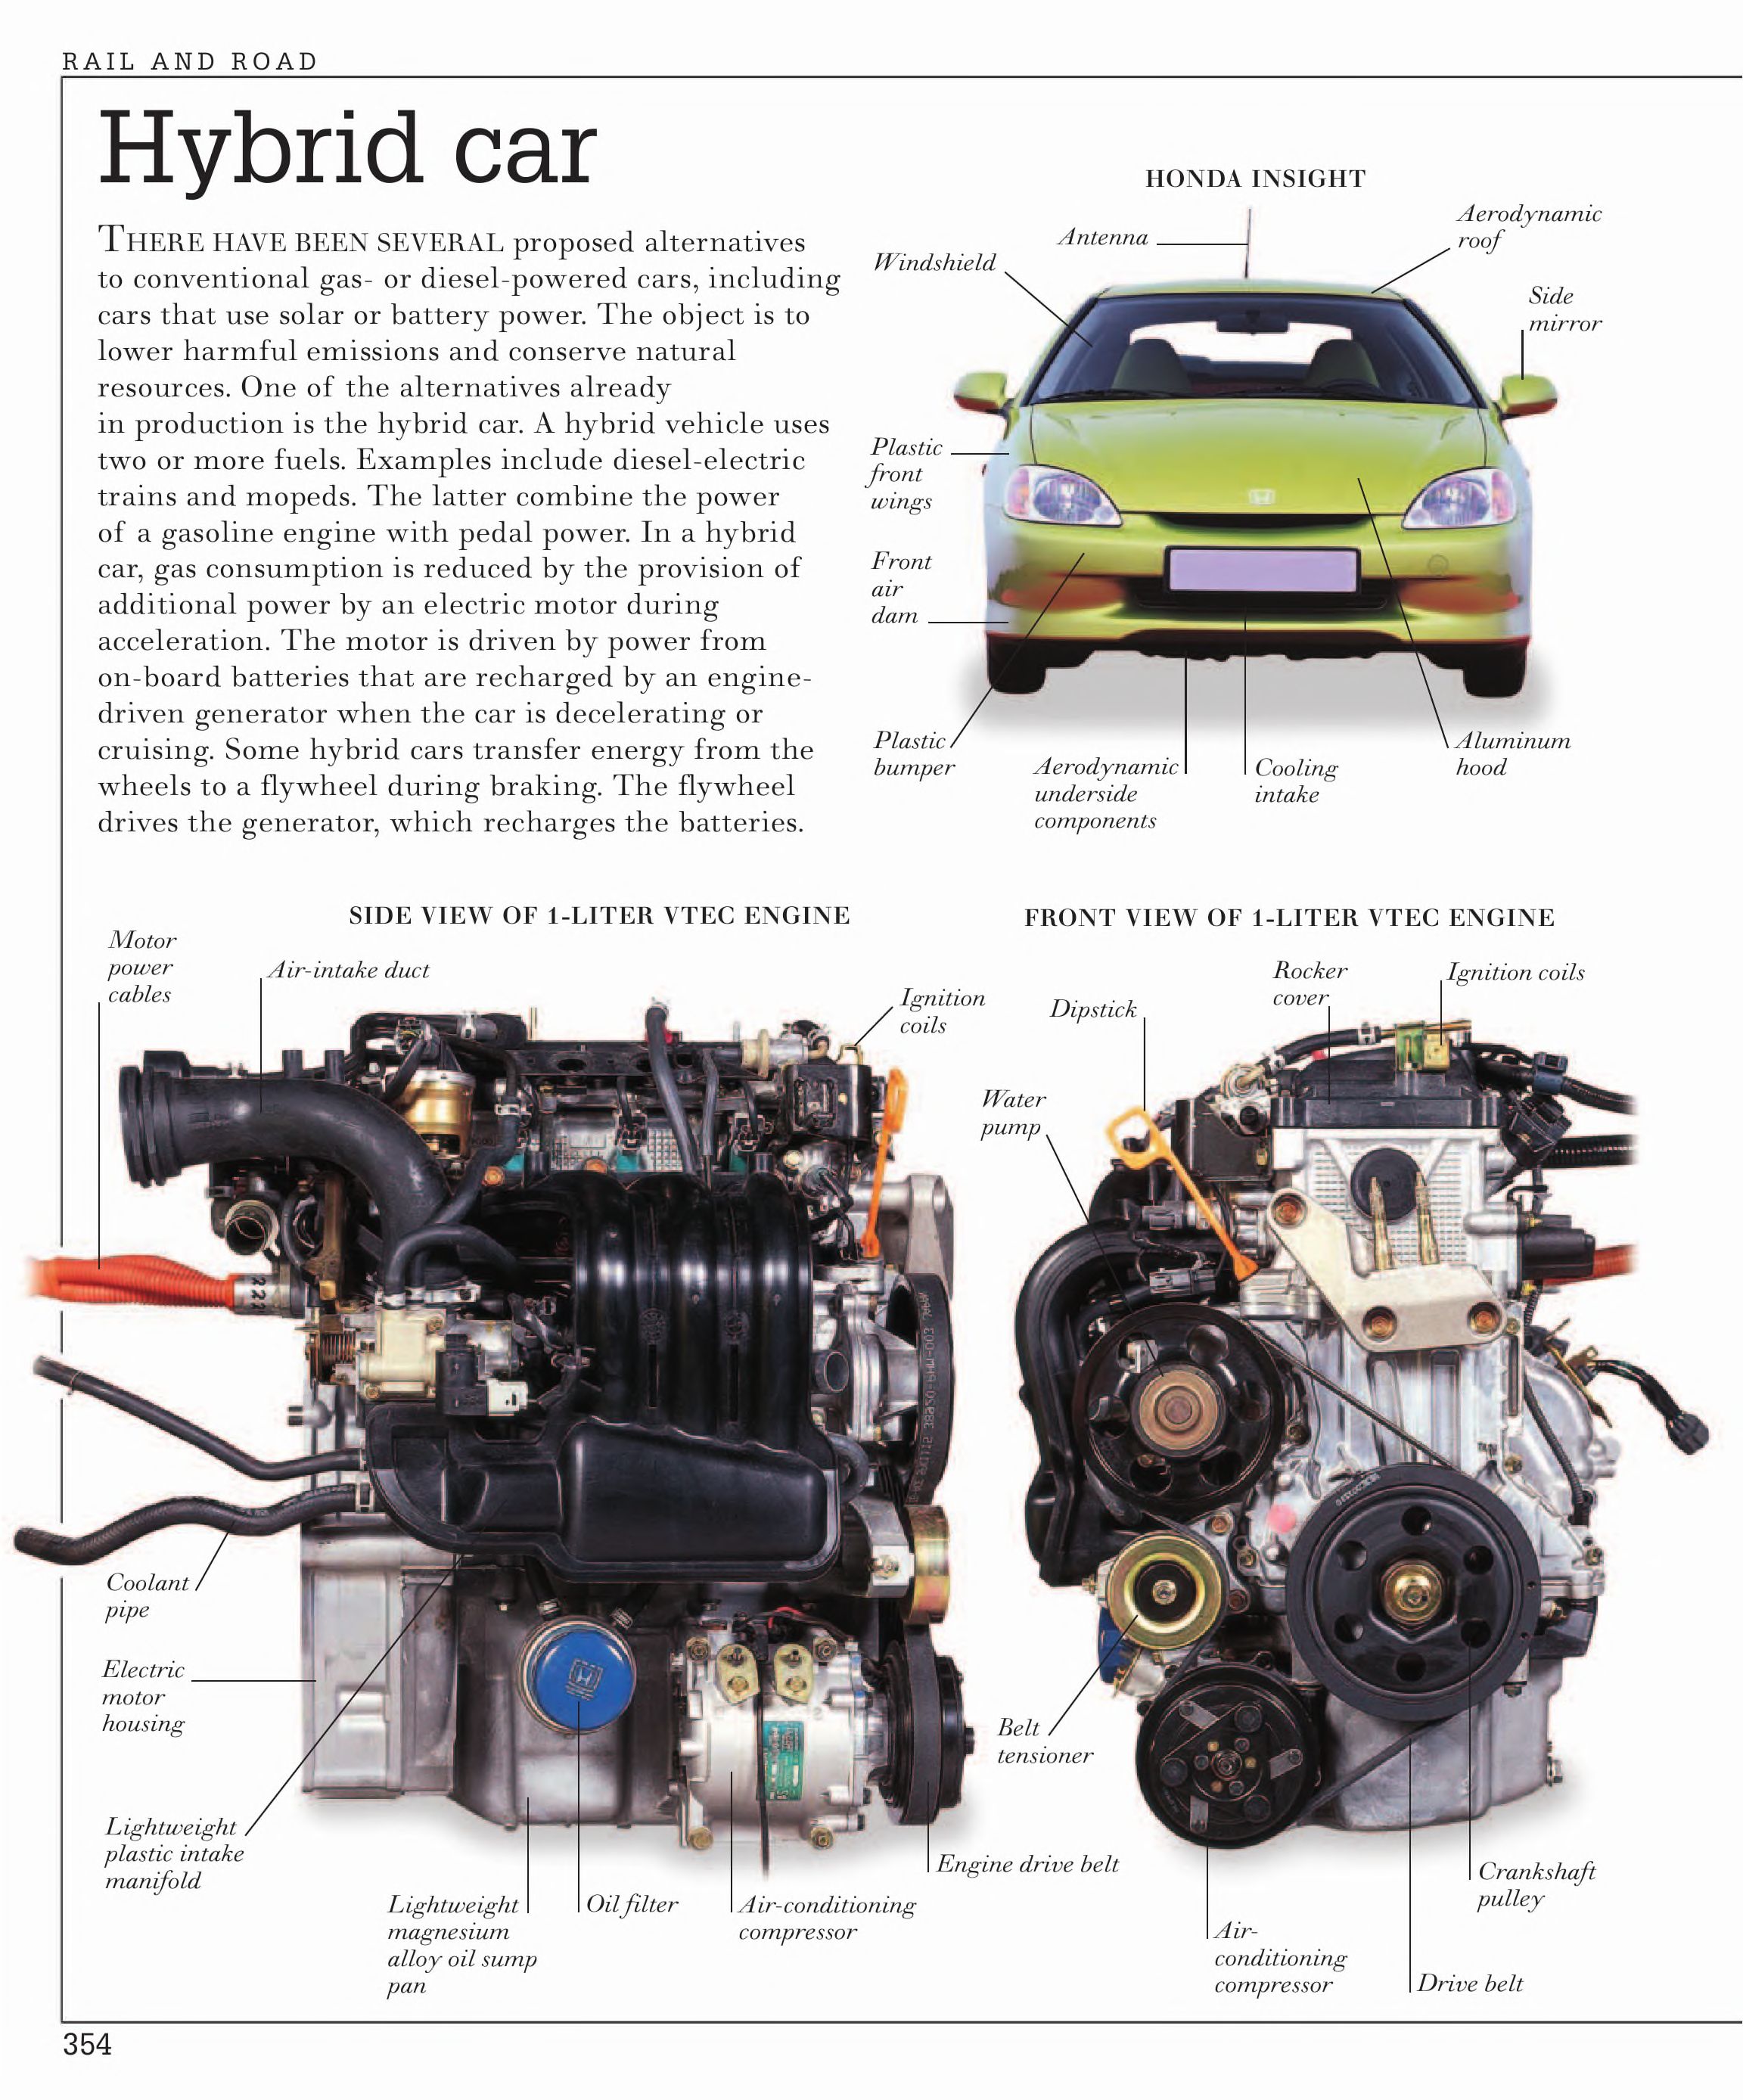 RAIL AND ROAD
Hybrid car
THERE HAVE BEEN SEVERAL proposed alternatives
to conventional gas- or diesel-powered cars, including
cars that use solar or battery power. The object is to
lower harmful emissions and conserve natural
resources. One of the alternatives already
in production is the hybrid car. A hybrid vehicle uses
two or more fuels. Examples include diesel-electric
trains and mopeds. The latter combine the power
of a gasoline engine with pedal power. In a hybrid
car, gas consumption is reduced by the provision of
additional power by an electric motor during
acceleration. The motor is driven by power from
on-board batteries that are recharged by an engine-
driven generator when the car is decelerating or
cruising. Some hybrid cars transfer energy from the
wheels to a flywheel during braking. The flywheel
drives the generator, which recharges the batteries.
HONDA INSIGHT
Antenna
Aerodynamic
roof
Windshield
Side
mirror
Plastic
front
wings
Front
air
dam
Plastic
bumper
Aerodynamic
underside
components
Cooling
intake
Aluminum
hood
SIDE VIEW OF 1-LITER VTEC ENGINE
Motor
power
cables
Air-intake duct
Ignition
coils
222
Coolant
pipe
Electric
motor
housing
Lightweight
plastic intake
manifold
Lightweight
magnesium
alloy oil sump
pan
Oil filter
Air-conditioning
compressor
Engine drive belt
FRONT VIEW OF 1-LITER VTEC ENGINE
Dipstick
Rocker
cover
Ignition coils
Water
pump
Belt
tensioner
Air-
conditioning
compressor
Drive belt
Crankshaft
pulley
354